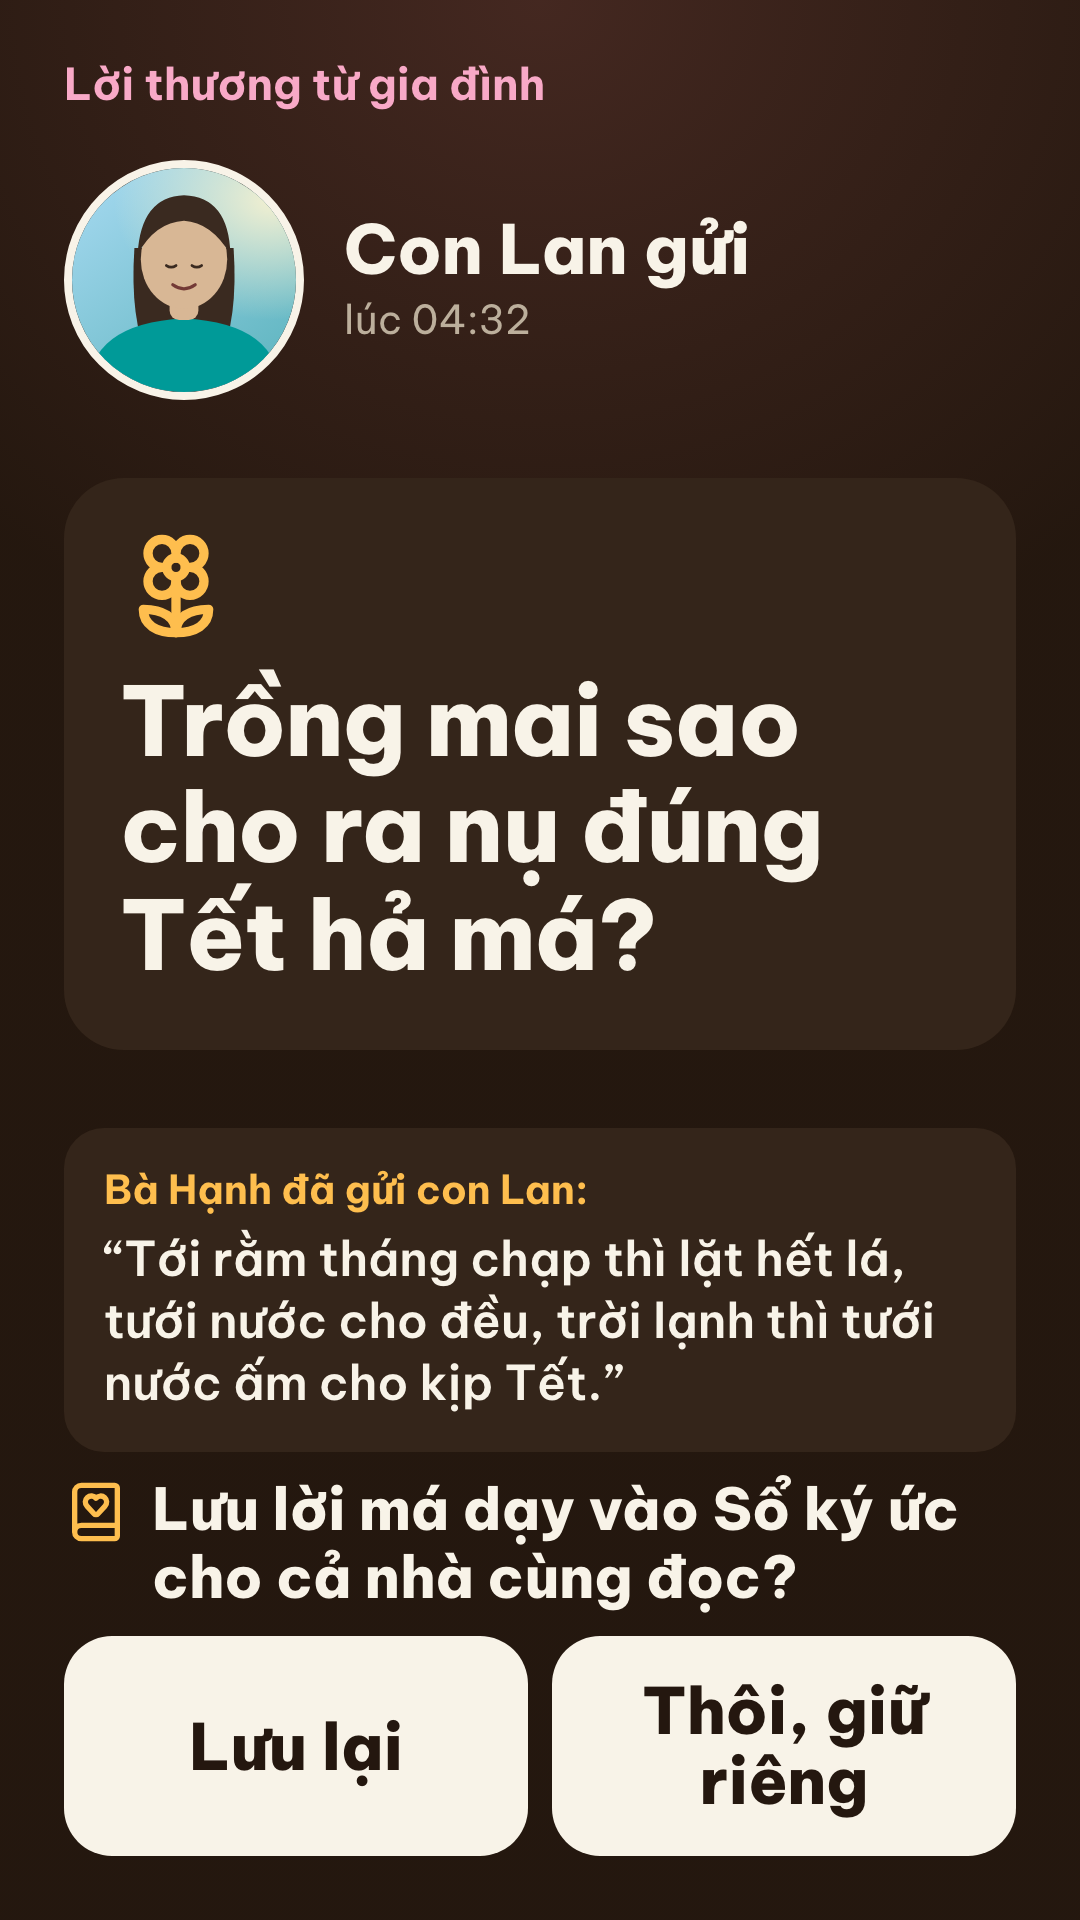 Lời thương từ gia đình
Con Lan gửi
lúc 04:32
Trồng mai sao
cho ra nụ đúng
Tết hả má?
Bà Hạnh đã gửi con Lan:
“Tới rằm tháng chạp thì lặt hết lá,
tưới nước cho đều, trời lạnh thì tưới
nước ấm cho kịp Tết.”
Lưu lời má dạy vào Sổ ký ức
cho cả nhà cùng đọc?
Lưu lại
Thôi, giữ
riêng